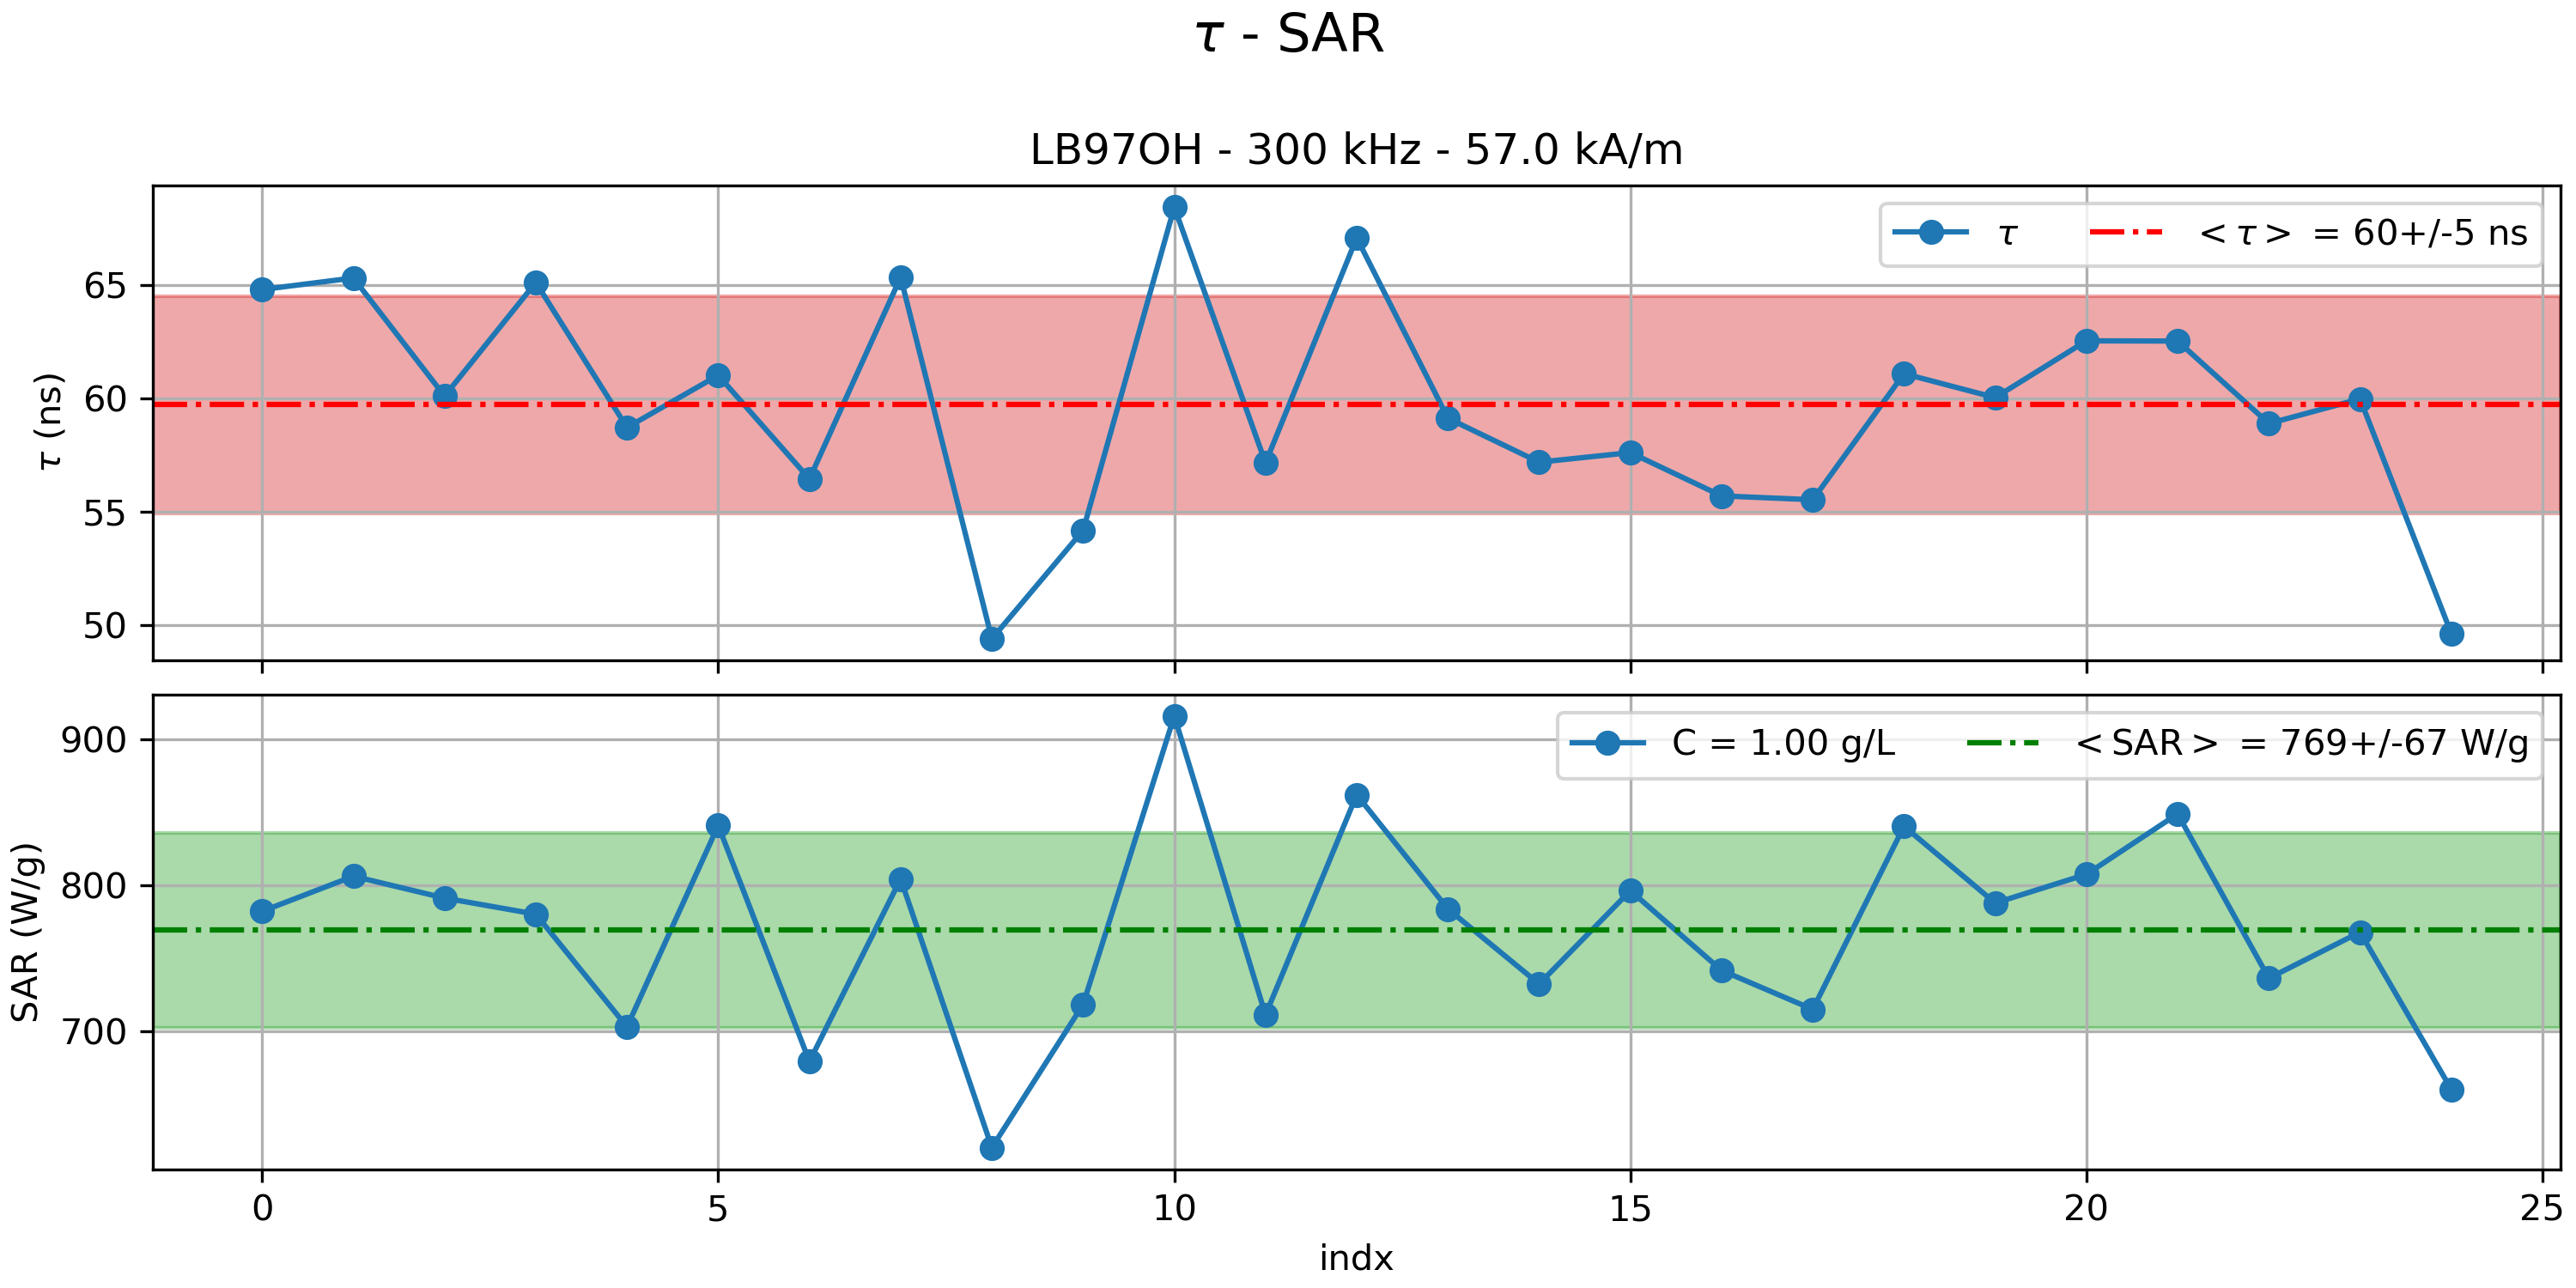 τ - SAR
LB97OH - 300 kHz - 57.0 kA/m
τ
<τ> = 60+/-5 ns
τ (ns)
65
60
55
50
C = 1.00 g/L
<SAR> = 769+/-67 W/g
SAR (W/g)
900
800
700
0
5
10
15
20
25
indx